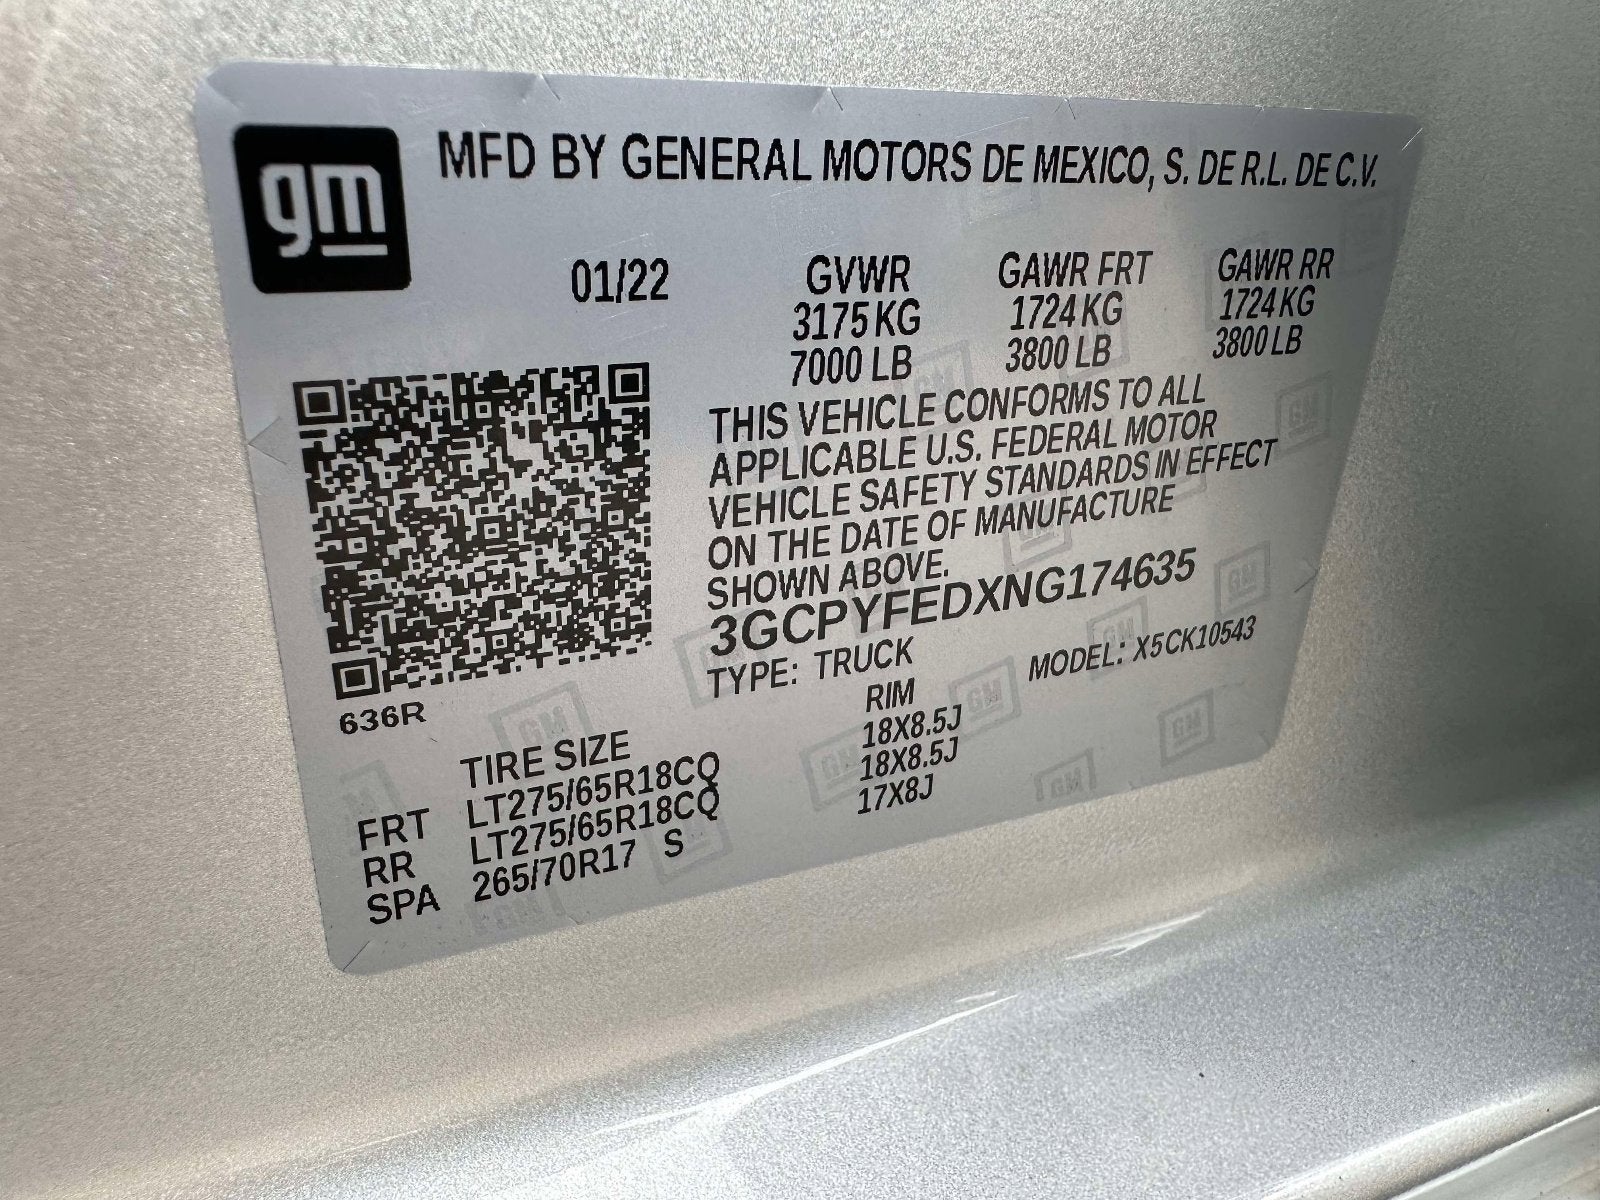 gm
MFD BY GENERAL MOTORS DE MEXICO, S. DE R.L. DE C.V.
01/22 GVWR GAWR FRT GAWR RR
3175 KG 1724 KG 1724 KG
7000 LB 3800 LB 3800 LB
THIS VEHICLE CONFORMS TO ALL
APPLICABLE U.S. FEDERAL MOTOR
VEHICLE SAFETY STANDARDS IN EFFECT
ON THE DATE OF MANUFACTURE
SHOWN ABOVE.
3GCPYFEDXNG174635
TYPE: TRUCK MODEL: X5CK10543
636R
TIRE SIZE RIM
FRT LT275/65R18CQ 18X8.5J
RR LT275/65R18CQ 18X8.5J
SPA 265/70R17 S 17X8J